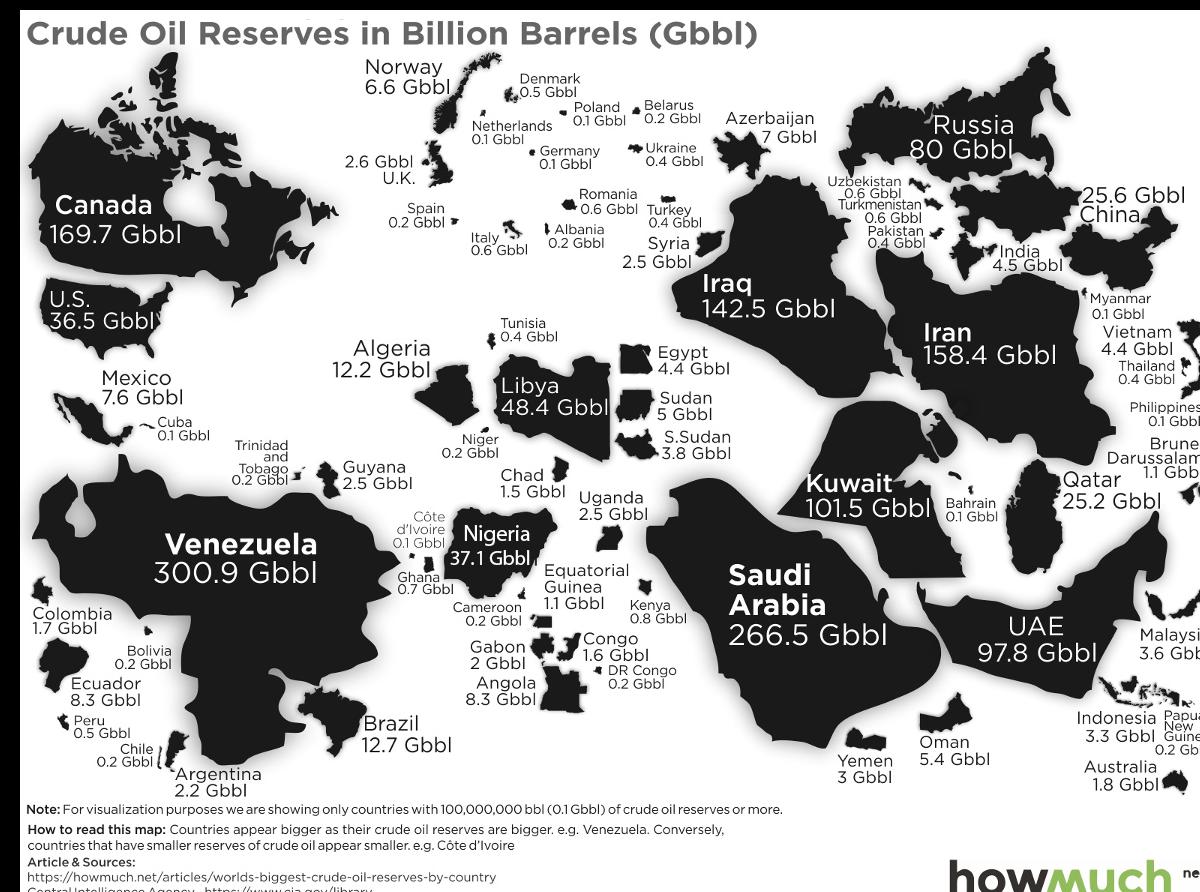 Crude Oil Reserves in Billion Barrels (Gbbl)
Norway
6.6 Gbbl
Denmark
0.5 Gbbl
Netherlands
0.1 Gbbl
Poland
0.1 Gbbl
Belarus
0.2 Gbbl
Germany
0.1 Gbbl
Ukraine
0.4 Gbbl
2.6 Gbbl
U.K.
Spain
0.2 Gbbl
Italy
0.6 Gbbl
Romania
0.6 Gbbl
Albania
0.2 Gbbl
Turkey
0.4 Gbbl
Syria
2.5 Gbbl
Azerbaijan
7 Gbbl
Russia
80 Gbbl
Uzbekistan
0.6 Gbbl
Turkmenistan
0.6 Gbbl
Pakistan
0.4 Gbbl
25.6 Gbbl
China
India
4.5 Gbbl
Canada
169.7 Gbbl
U.S.
36.5 Gbbl
Mexico
7.6 Gbbl
Cuba
0.1 Gbbl
Iraq
142.5 Gbbl
Iran
158.4 Gbbl
Myanmar
0.1 Gbbl
Vietnam
4.4 Gbbl
Thailand
0.4 Gbbl
Philippines
0.1 Gbbl
Brune
Darussalam
1.1 Gbb
Tunisia
0.4 Gbbl
Algeria
12.2 Gbbl
Libya
48.4 Gbbl
Egypt
4.4 Gbbl
Sudan
5 Gbbl
S.Sudan
3.8 Gbbl
Niger
0.2 Gbbl
Chad
1.5 Gbbl
Uganda
2.5 Gbbl
Trinidad
and
Tobago
0.2 Gbbl
Guyana
2.5 Gbbl
Venezuela
300.9 Gbbl
Côte
d'Ivoire
0.1 Gbbl
Nigeria
37.1 Gbbl
Ghana
0.7 Gbbl
Cameroon
0.2 Gbbl
Equatorial
Guinea
1.1 Gbbl
Kenya
0.8 Gbbl
Gabon
2 Gbbl
Congo
1.6 Gbbl
DR Congo
0.2 Gbbl
Angola
8.3 Gbbl
Kuwait
101.5 Gbbl
Bahrain
0.1 Gbbl
Qatar
25.2 Gbbl
Saudi
Arabia
266.5 Gbbl
UAE
97.8 Gbbl
Malaysi
3.6 Gbb
Colombia
1.7 Gbbl
Bolivia
0.2 Gbbl
Ecuador
8.3 Gbbl
Peru
0.5 Gbbl
Chile
0.2 Gbbl
Argentina
2.2 Gbbl
Brazil
12.7 Gbbl
Yemen
3 Gbbl
Oman
5.4 Gbbl
Indonesia
3.3 Gbbl
Papu
New
Guine
0.2 Gb
Australia
1.8 Gbbl
Note: For visualization purposes we are showing only countries with 100,000,000 bbl (0.1 Gbbl) of crude oil reserves or more.
How to read this map: Countries appear bigger as their crude oil reserves are bigger. e.g. Venezuela. Conversely,
countries that have smaller reserves of crude oil appear smaller. e.g. Côte d'Ivoire
Article & Sources:
https://howmuch.net/articles/worlds-biggest-crude-oil-reserves-by-country
Central Intelligence Agency - https://www.cia.gov/library
howmuch ne